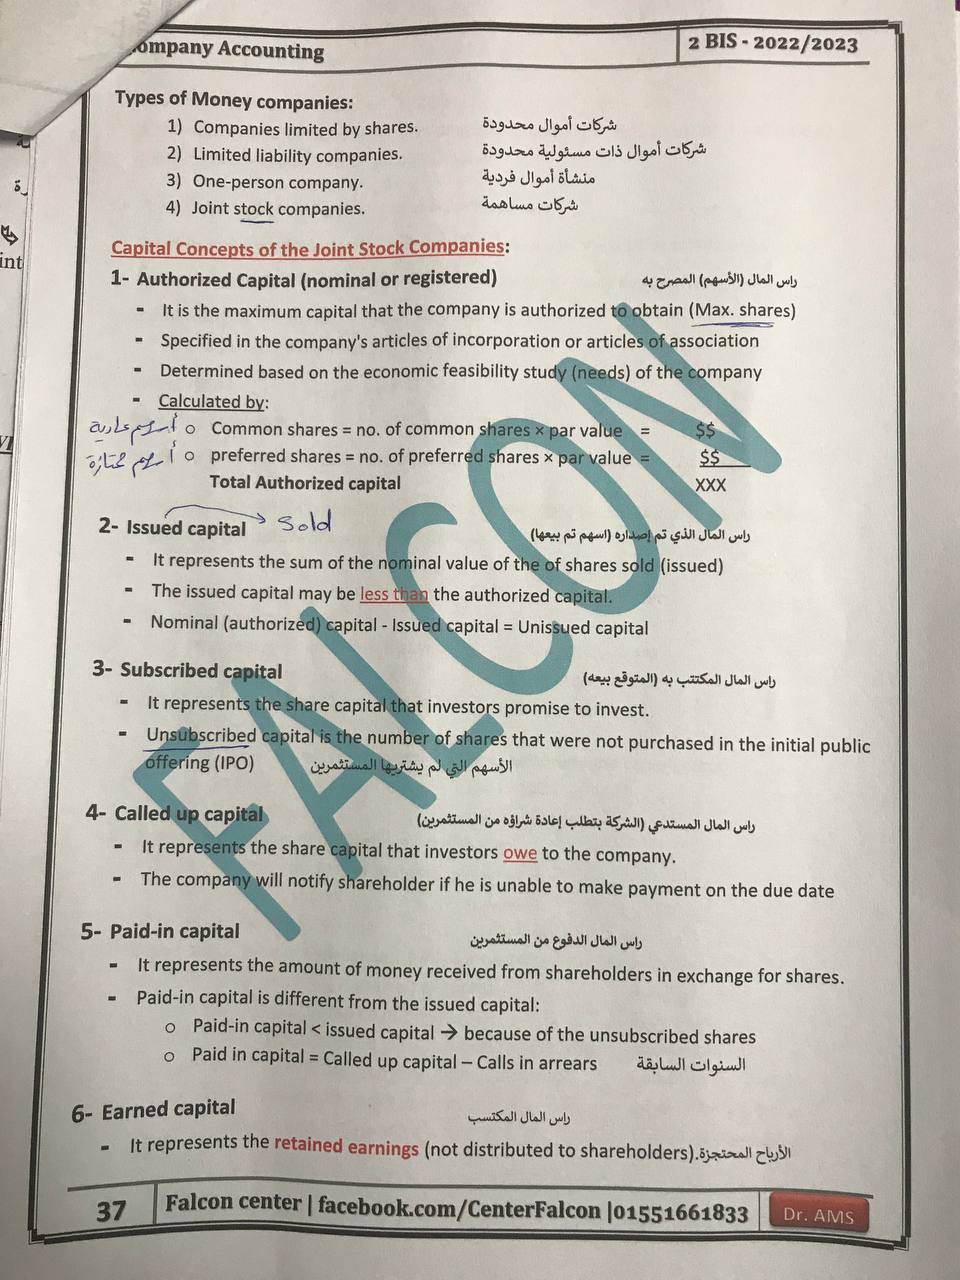 ompany Accounting
2 BIS - 2022/2023
Types of Money companies:
1) Companies limited by shares. شركات أموال محدودة
2) Limited liability companies. شركات أموال ذات مسئولية محدودة
3) One-person company. منشأة أموال فردية
4) Joint stock companies. شركات مساهمة
Capital Concepts of the Joint Stock Companies:
1- Authorized Capital (nominal or registered) راس المال (الأسهم) المصرح به
- It is the maximum capital that the company is authorized to obtain (Max. shares)
- Specified in the company's articles of incorporation or articles of association
- Determined based on the economic feasibility study (needs) of the company
- Calculated by:
أسهم عادية o Common shares = no. of common shares × par value = $$
أسهم ممتازة o preferred shares = no. of preferred shares × par value = $$
Total Authorized capital XXX
2- Issued capital → Sold راس المال الذي تم إصداره (اسهم تم بيعها)
- It represents the sum of the nominal value of the of shares sold (issued)
- The issued capital may be less than the authorized capital.
- Nominal (authorized) capital - Issued capital = Unissued capital
3- Subscribed capital راس المال المكتتب به (المتوقع بيعه)
- It represents the share capital that investors promise to invest.
- Unsubscribed capital is the number of shares that were not purchased in the initial public
offering (IPO) الأسهم التي لم يشتريها المستثمرين
4- Called up capital راس المال المستدعي (الشركة بتطلب إعادة شراؤه من المستثمرين)
- It represents the share capital that investors owe to the company.
- The company will notify shareholder if he is unable to make payment on the due date
5- Paid-in capital راس المال الدفوع من المستثمرين
- It represents the amount of money received from shareholders in exchange for shares.
- Paid-in capital is different from the issued capital:
o Paid-in capital < issued capital → because of the unsubscribed shares
o Paid in capital = Called up capital – Calls in arrears السنوات السابقة
6- Earned capital راس المال المكتسب
- It represents the retained earnings (not distributed to shareholders). الأرباح المحتجزة
37 Falcon center | facebook.com/CenterFalcon |01551661833 Dr. AMS
FALCON
int